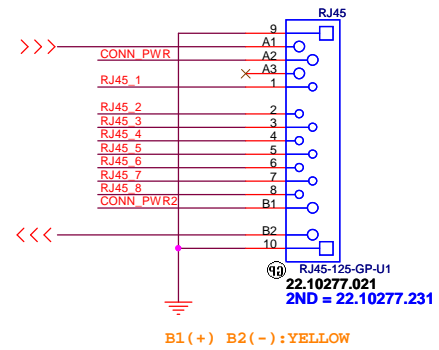 RJ45
9
A1
CONN_PWR A2
A3
RJ45_1 1
RJ45_2 2
RJ45_3 3
RJ45_4 4
RJ45_5 5
RJ45_6 6
RJ45_7 7
RJ45_8 8
CONN_PWR2 B1
B2
10
RJ45-125-GP-U1
22.10277.021
2ND = 22.10277.231
B1(+) B2(-):YELLOW